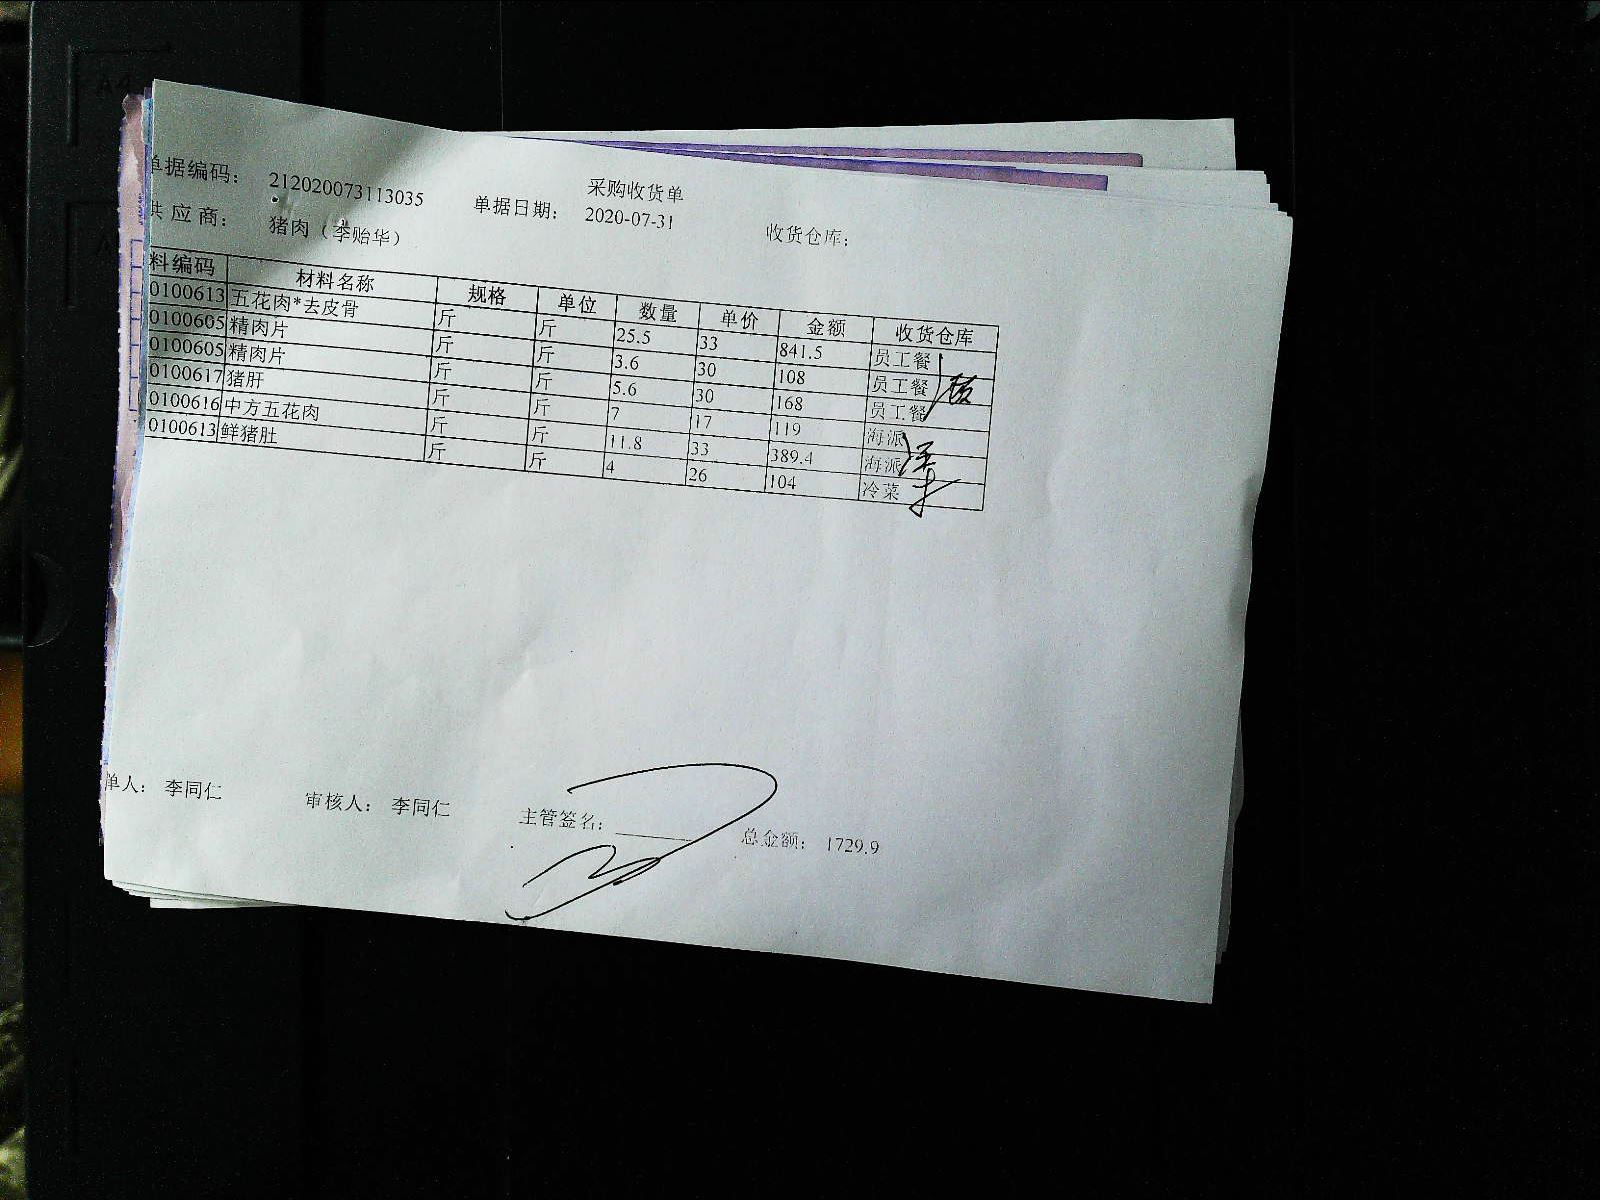 采购收货单
单据编码： 212020073113035 单据日期： 2020-07-31 收货仓库：
供应商： 猪肉（李贻华）
料编码 材料名称 规格 单位 数量 单价 金额 收货仓库
0100613 五花肉*去皮骨 斤 斤 25.5 33 841.5 员工餐
0100605 精肉片 斤 斤 3.6 30 108 员工餐
0100605 精肉片 斤 斤 5.6 30 168 员工餐
0100617 猪肝 斤 斤 7 17 119 海派
0100616 中方五花肉 斤 斤 11.8 33 389.4 海派
0100613 鲜猪肚 斤 斤 4 26 104 冷菜
单人： 李同仁 审核人： 李同仁 主管签名： 总金额： 1729.9